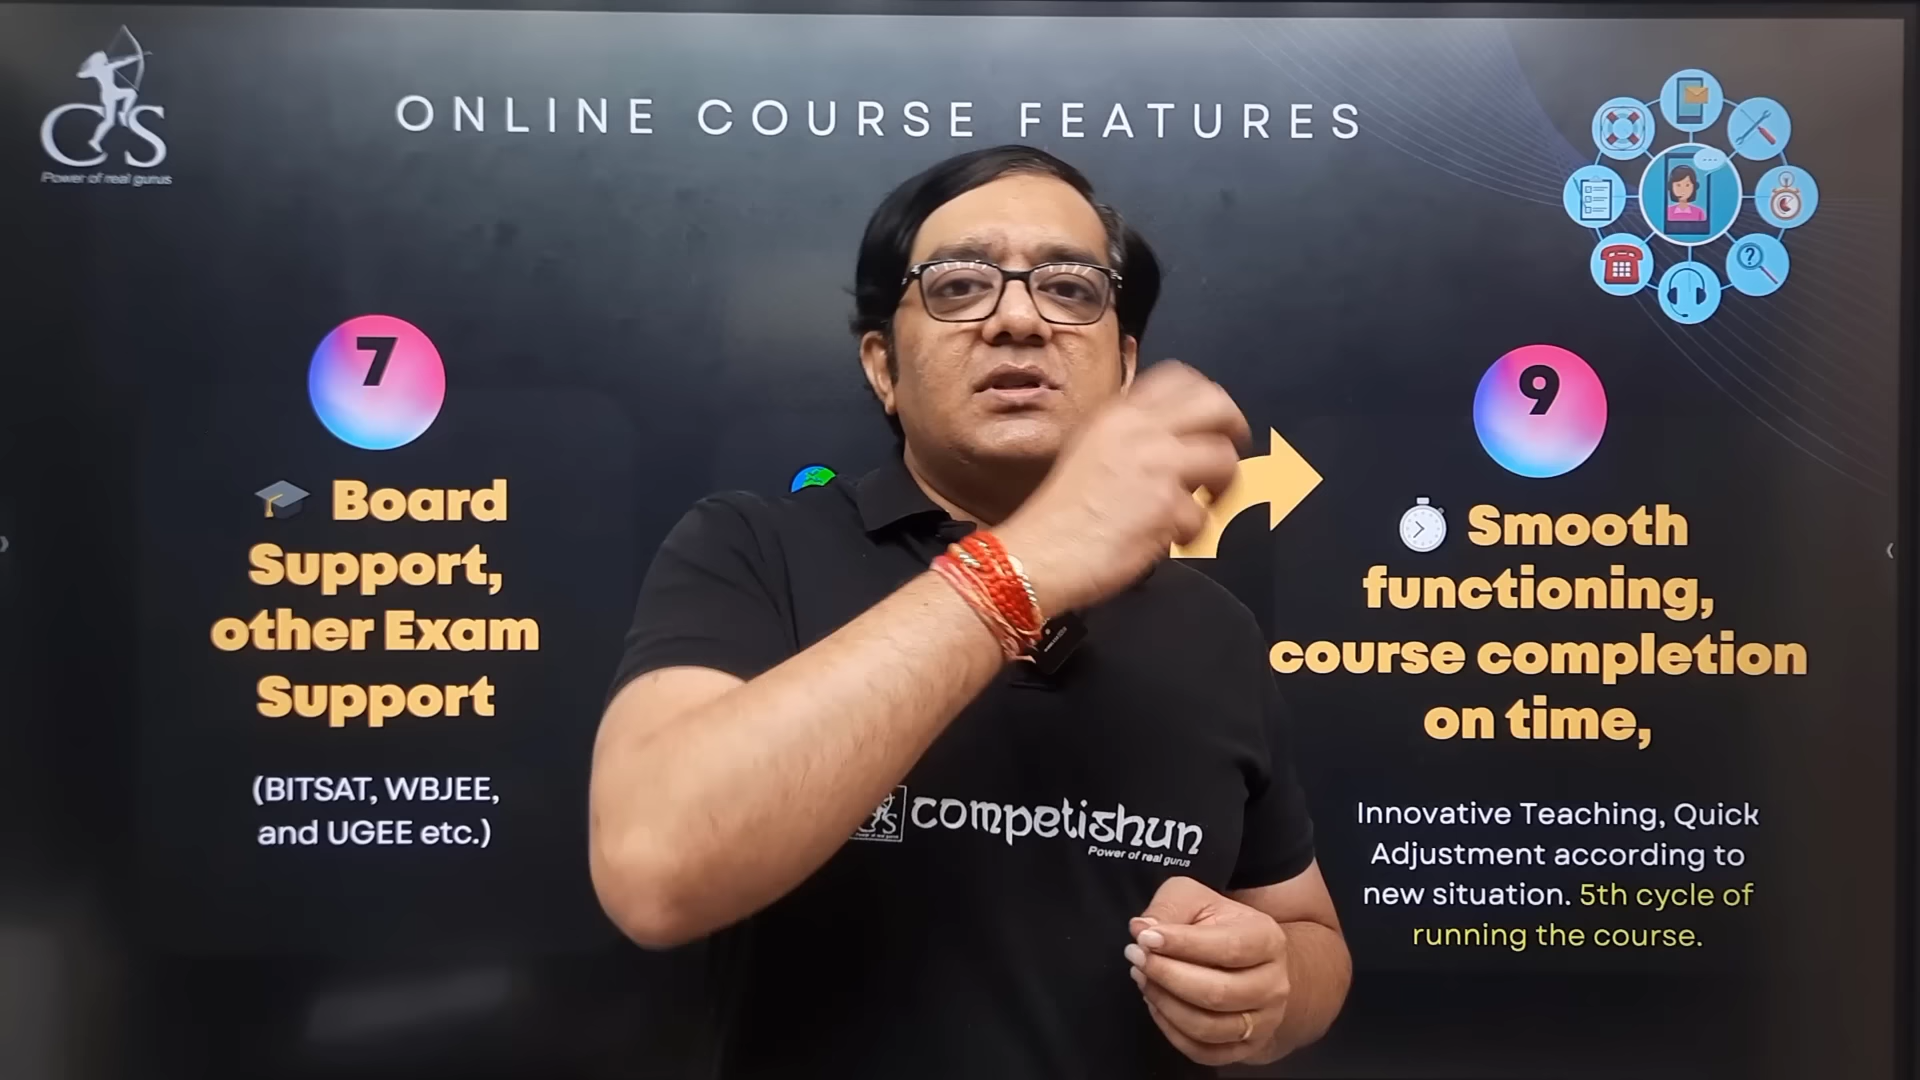 CS
Power of real gurus
ONLINE COURSE FEATURES
7
Board
Support,
other Exam
Support
(BITSAT, WBJEE,
and UGEE etc.)
9
Smooth
functioning,
course completion
on time,
Innovative Teaching, Quick
Adjustment according to
new situation. 5th cycle of
running the course.
competishun
Power of real gurus